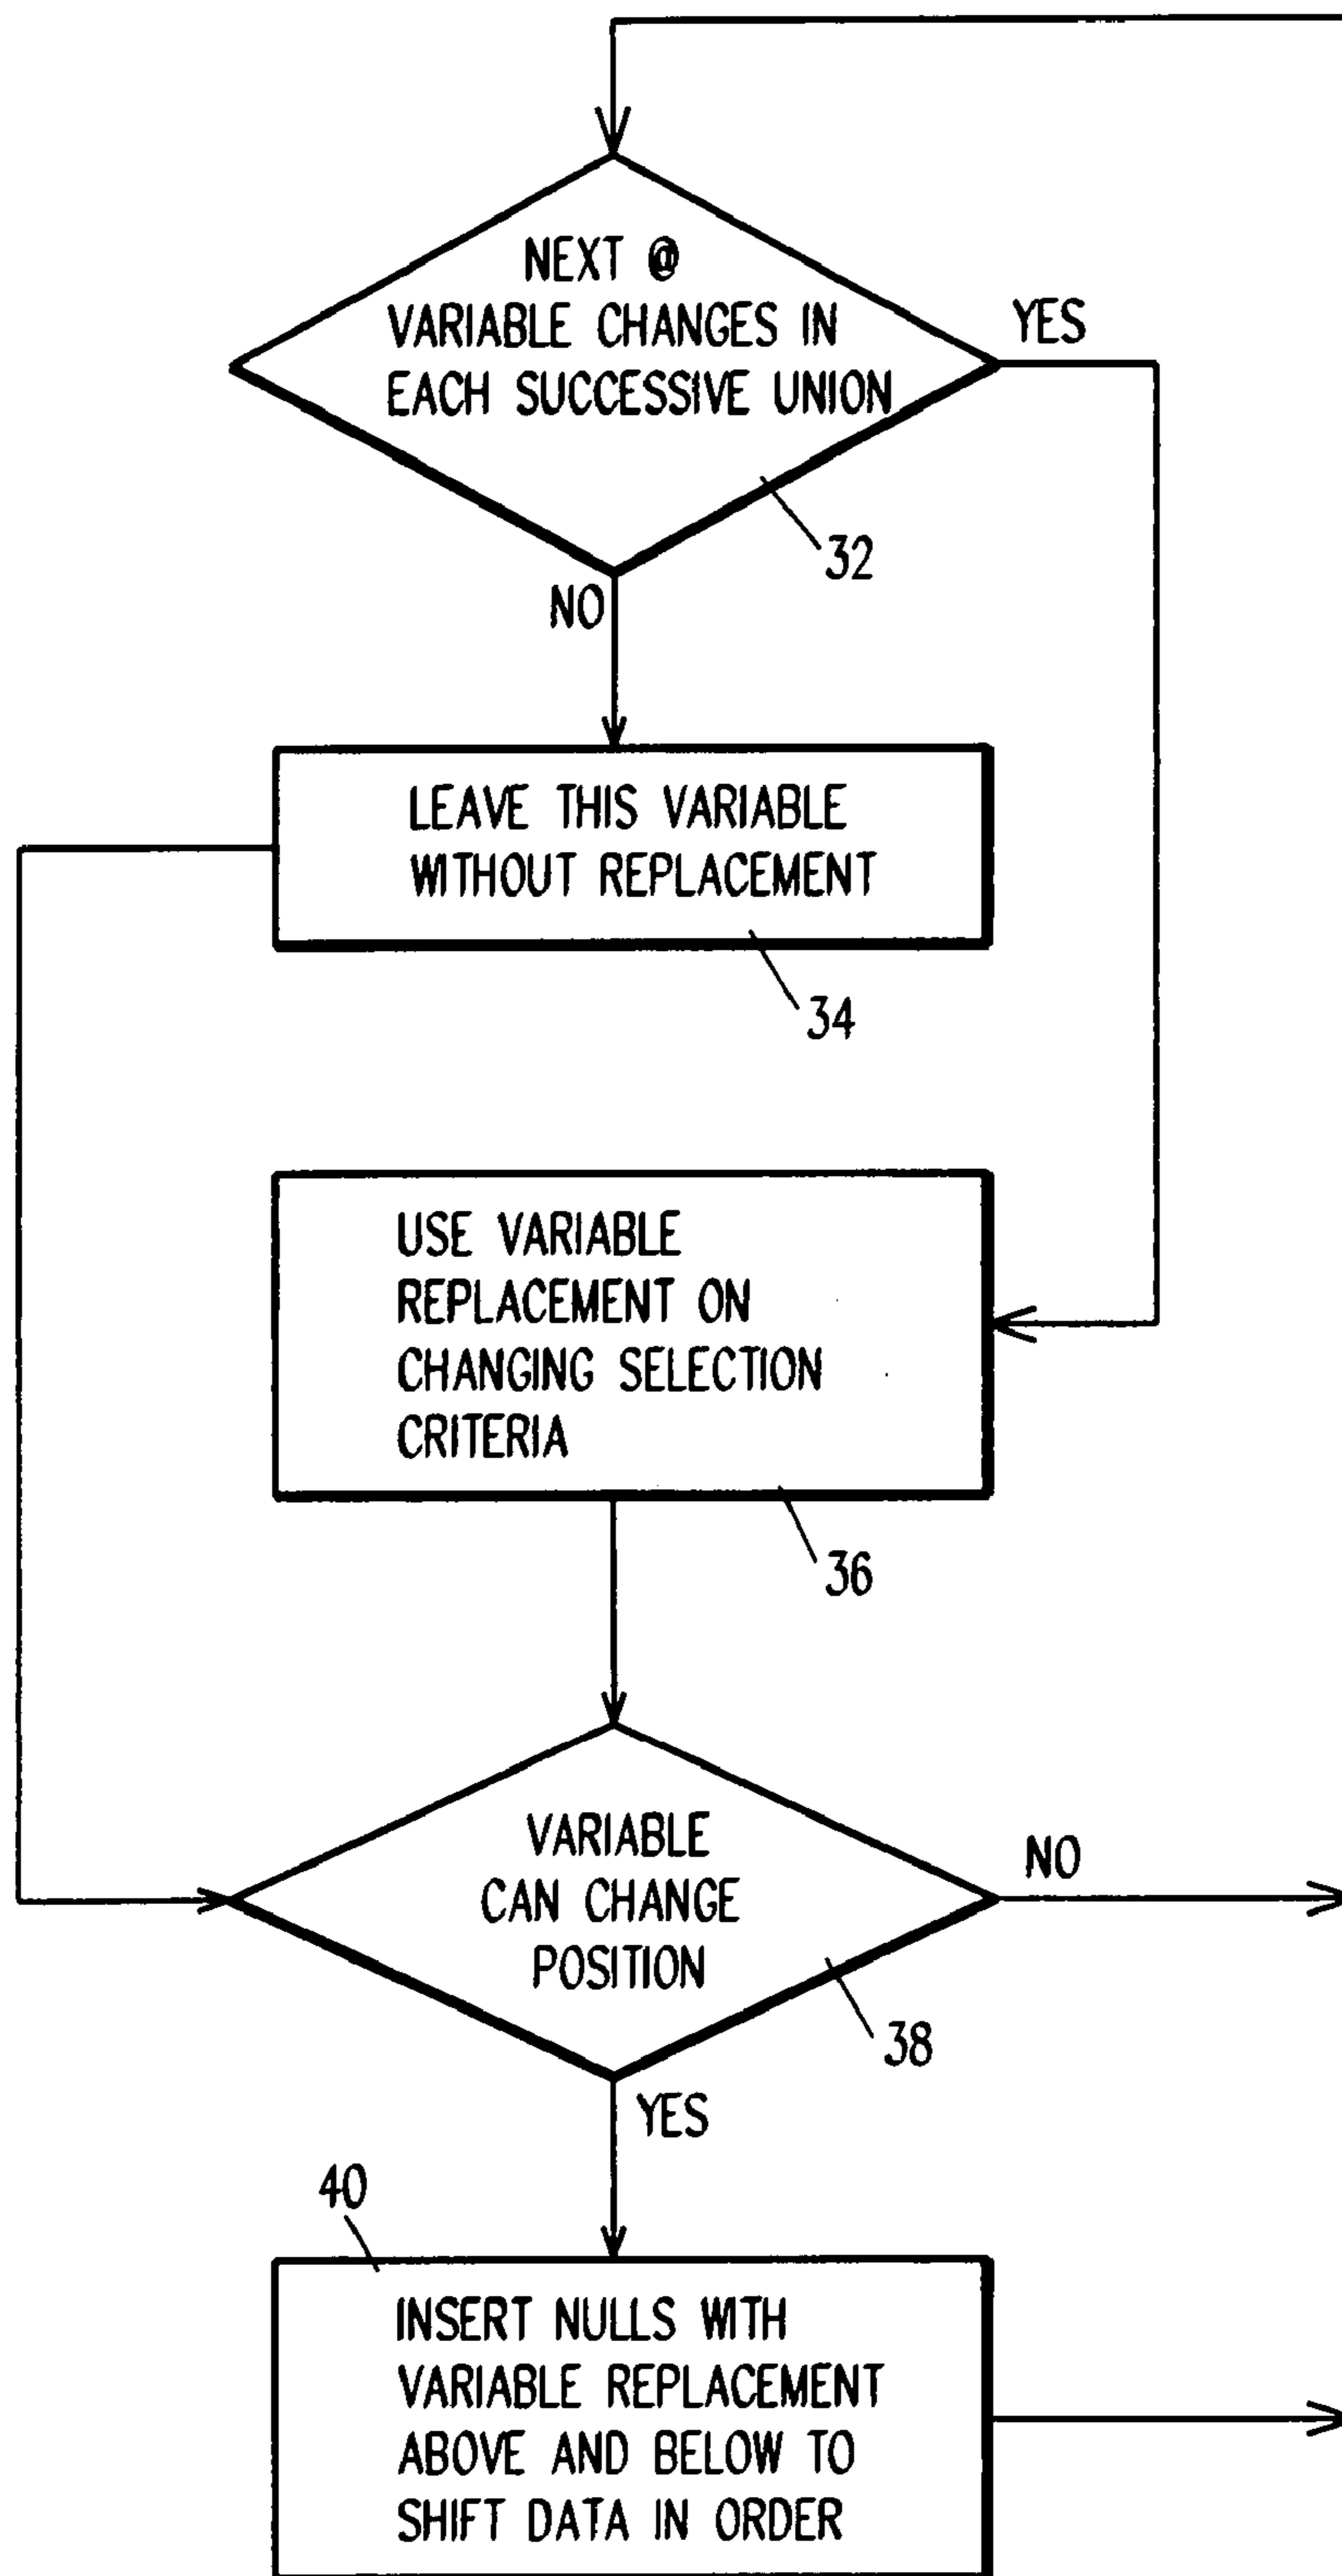 NEXT @
VARIABLE CHANGES IN
EACH SUCCESSIVE UNION
YES
32
NO
LEAVE THIS VARIABLE
WITHOUT REPLACEMENT
34
USE VARIABLE
REPLACEMENT ON
CHANGING SELECTION
CRITERIA
36
VARIABLE
CAN CHANGE
POSITION
NO
38
YES
40
INSERT NULLS WITH
VARIABLE REPLACEMENT
ABOVE AND BELOW TO
SHIFT DATA IN ORDER